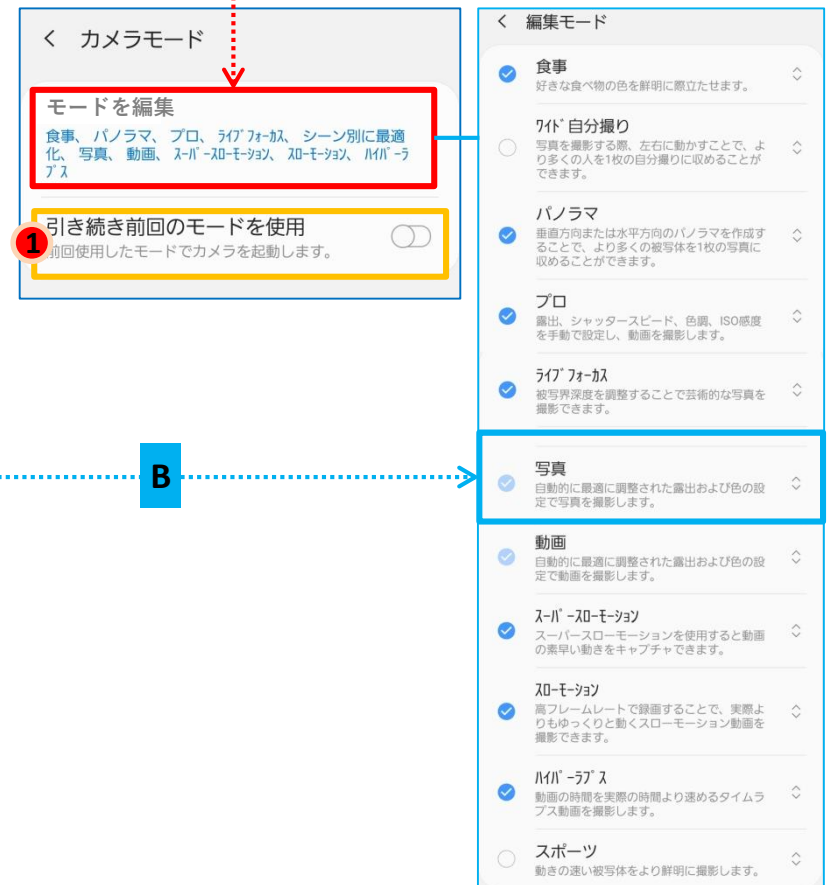 < カメラモード
モードを編集
食事、 パノラマ、 プロ、 ﾗｲﾌﾞﾌｫｰｶｽ、 シーン別に最適
化、 写真、 動画、 ｽｰﾊﾟｰｽﾛｰﾓｰｼｮﾝ、 ｽﾛｰﾓｰｼｮﾝ、 ﾊｲﾊﾟｰﾗ
ﾌﾟｽ
1
引き続き前回のモードを使用
前回使用したモードでカメラを起動します。
B
< 編集モード
食事
好きな食べ物の色を鮮明に際立たせます。
ﾜｲﾄﾞ自分撮り
写真を撮影する際、左右に動かすことで、よ
り多くの人を1枚の自分撮りに収めることが
できます。
パノラマ
垂直方向または水平方向のパノラマを作成す
ることで、より多くの被写体を1枚の写真に
収めることができます。
プロ
露出、シャッタースピード、色調、ISO感度
を手動で設定し、動画を撮影します。
ﾗｲﾌﾞﾌｫｰｶｽ
被写界深度を調整することで芸術的な写真を
撮影できます。
写真
自動的に最適に調整された露出および色の設
定で写真を撮影します。
動画
自動的に最適に調整された露出および色の設
定で動画を撮影します。
ｽｰﾊﾟｰｽﾛｰﾓｰｼｮﾝ
スーパースローモーションを使用すると動画
の素早い動きをキャプチャできます。
ｽﾛｰﾓｰｼｮﾝ
高フレームレートで録画することで、実際よ
りもゆっくりと動くスローモーション動画を
撮影できます。
ﾊｲﾊﾟｰﾗﾌﾟｽ
動画の時間を実際の時間より速めるタイムラ
プス動画を撮影します。
スポーツ
動きの速い被写体をより鮮明に撮影します。